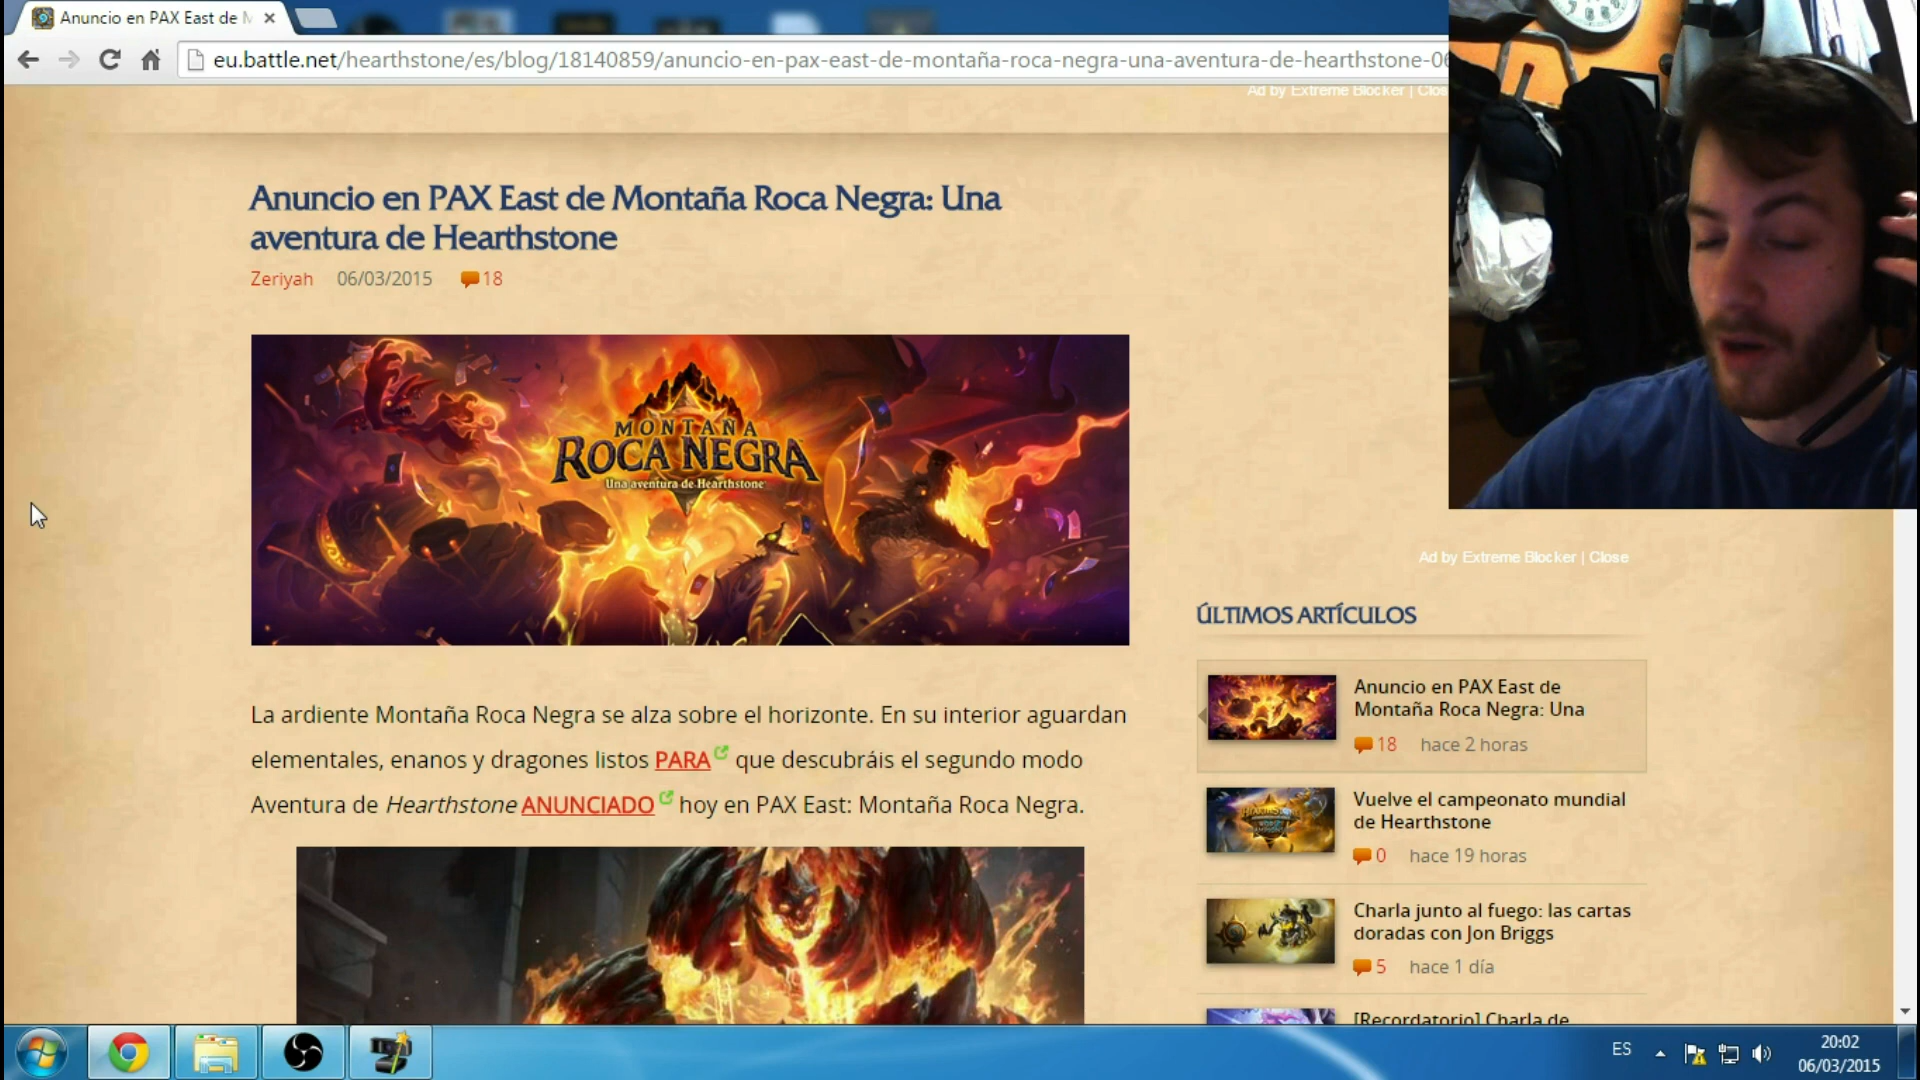 Anuncio en PAX East de M
eu.battle.net/hearthstone/es/blog/18140859/anuncio-en-pax-east-de-montaña-roca-negra-una-aventura-de-hearthstone-06
Ad by Extreme Blocker | Clos
Anuncio en PAX East de Montaña Roca Negra: Una
aventura de Hearthstone
Zeriyah 06/03/2015 18
MONTAÑA
ROCA NEGRA
Una aventura de Hearthstone
La ardiente Montaña Roca Negra se alza sobre el horizonte. En su interior aguardan
elementales, enanos y dragones listos PARA que descubráis el segundo modo
Aventura de Hearthstone ANUNCIADO hoy en PAX East: Montaña Roca Negra.
Ad by Extreme Blocker | Close
ÚLTIMOS ARTÍCULOS
Anuncio en PAX East de
Montaña Roca Negra: Una
18 hace 2 horas
Vuelve el campeonato mundial
de Hearthstone
0 hace 19 horas
Charla junto al fuego: las cartas
doradas con Jon Briggs
5 hace 1 día
[Recordatorio] Charla de
ES
20:02
06/03/2015